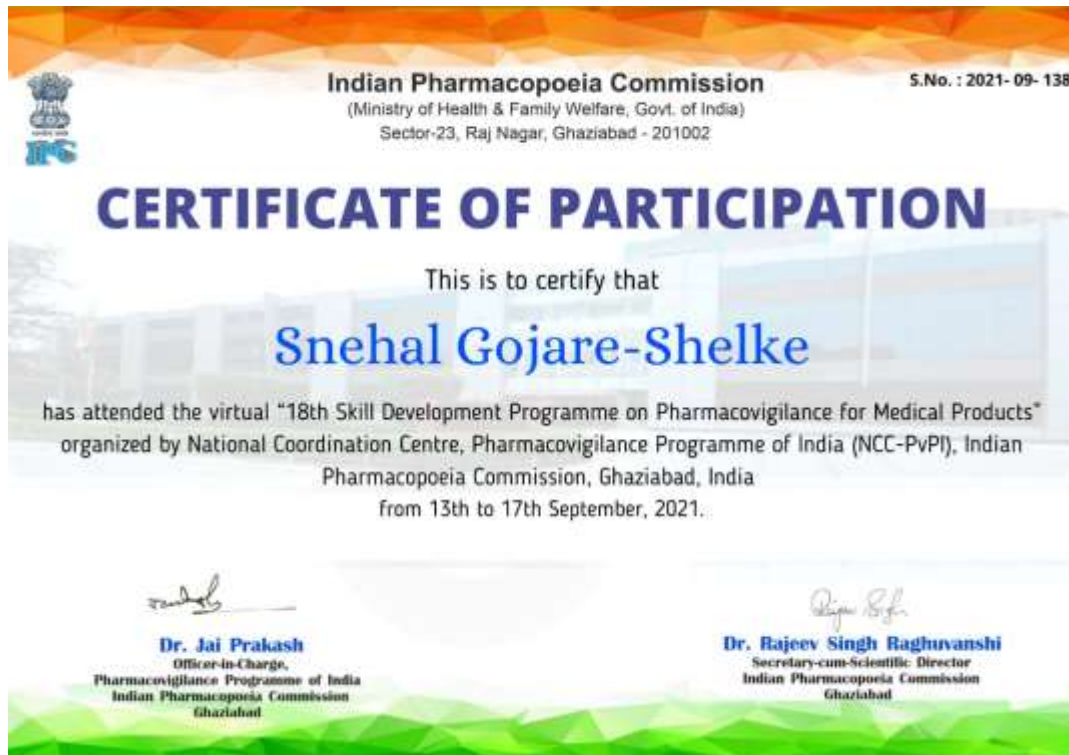 Indian Pharmacopoeia Commission
S.No. : 2021- 09- 138
(Ministry of Health & Family Welfare, Govt. of India)
Sector-23, Raj Nagar, Ghaziabad - 201002
IPC
CERTIFICATE OF PARTICIPATION
This is to certify that
Snehal Gojare-Shelke
has attended the virtual “18th Skill Development Programme on Pharmacovigilance for Medical Products”
organized by National Coordination Centre, Pharmacovigilance Programme of India (NCC-PvPI), Indian
Pharmacopoeia Commission, Ghaziabad, India
from 13th to 17th September, 2021.
Dr. Jai Prakash
Officer-in-Charge,
Pharmacovigilance Programme of India
Indian Pharmacopoeia Commission
Ghaziabad
Dr. Rajeev Singh Raghuvanshi
Secretary-cum-Scientific Director
Indian Pharmacopoeia Commission
Ghaziabad